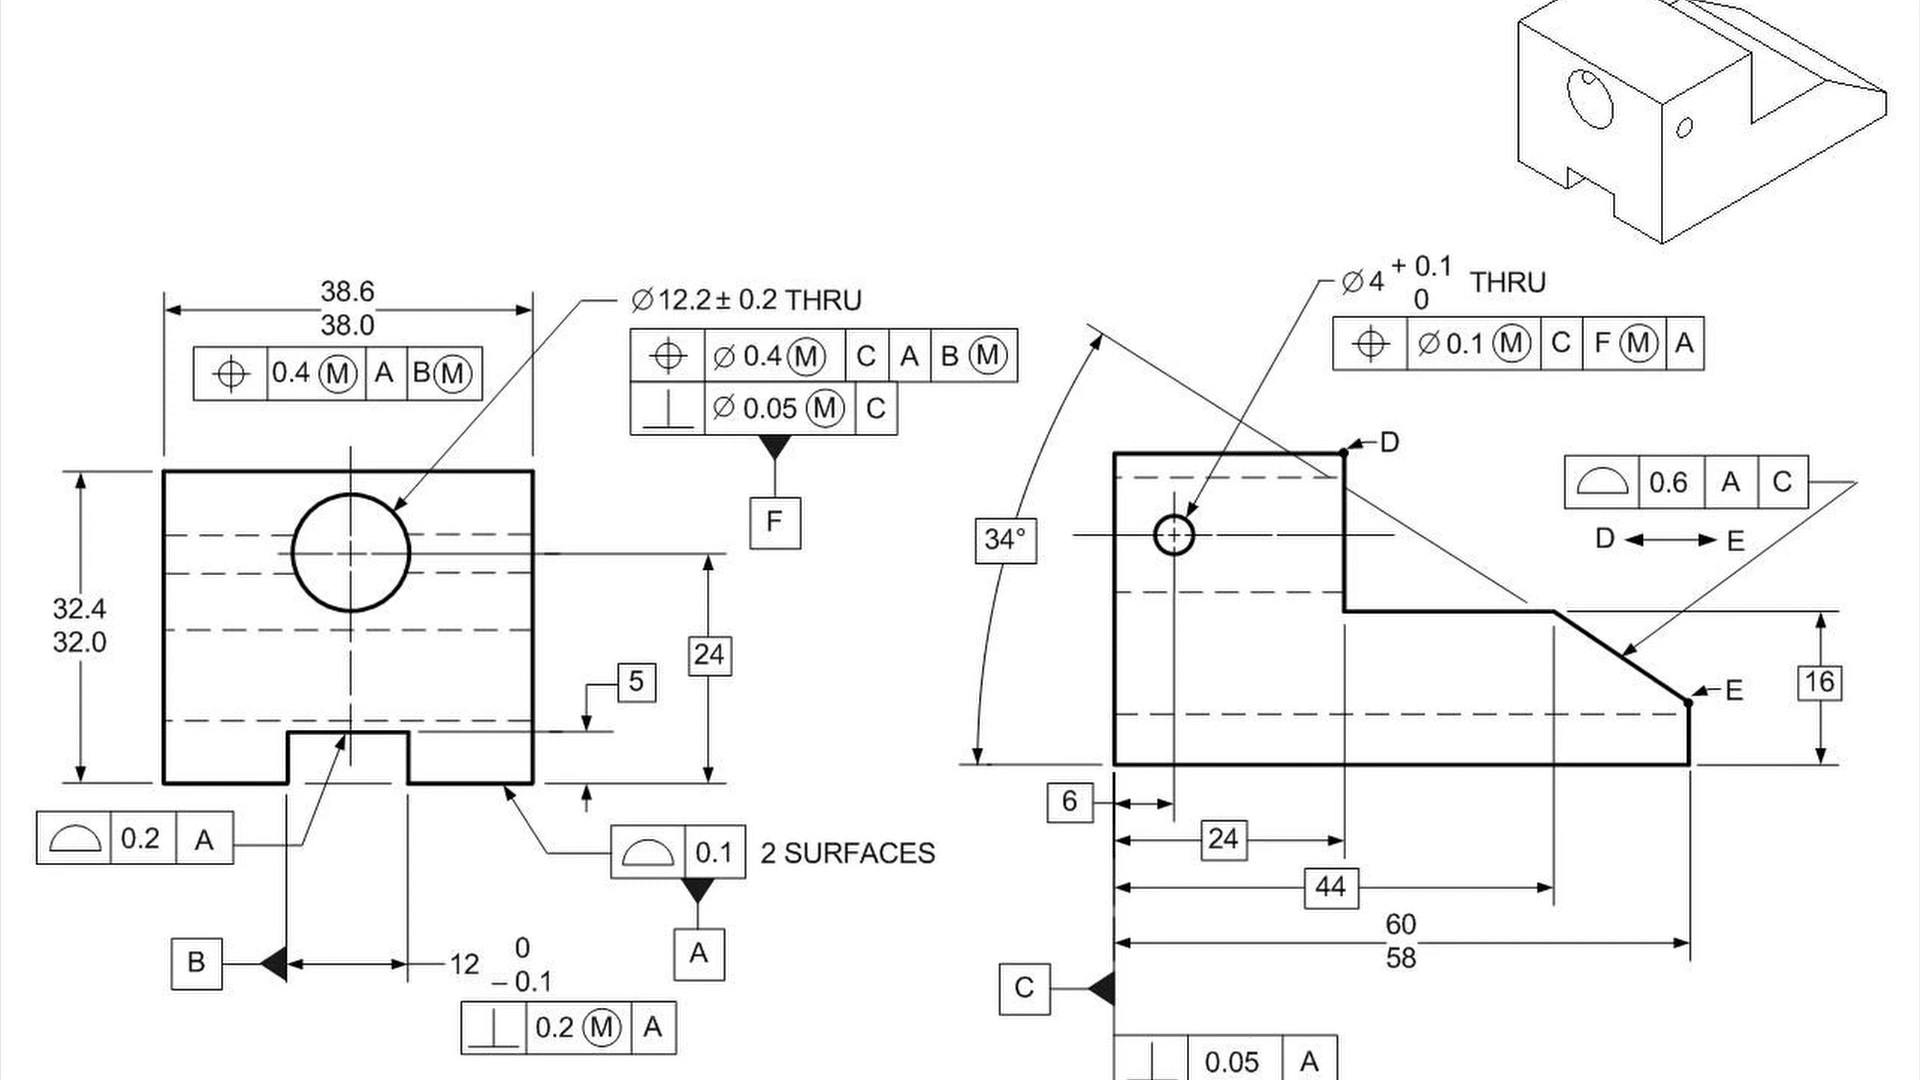 38.6
38.0
⌖ 0.4 Ⓜ A BⓂ
∅12.2 ± 0.2 THRU
⌖ ∅ 0.4 Ⓜ C A B Ⓜ
⟂ ∅ 0.05 Ⓜ C
F
32.4
32.0
24
5
⌓ 0.2 A
⌓ 0.1 2 SURFACES
A
B
12 0
– 0.1
⟂ 0.2 Ⓜ A
∅4 + 0.1 THRU
0
⌖ ∅0.1 Ⓜ C F Ⓜ A
D
⌓ 0.6 A C
D E
34°
E
16
6
24
44
60
58
C
⟂ 0.05 A